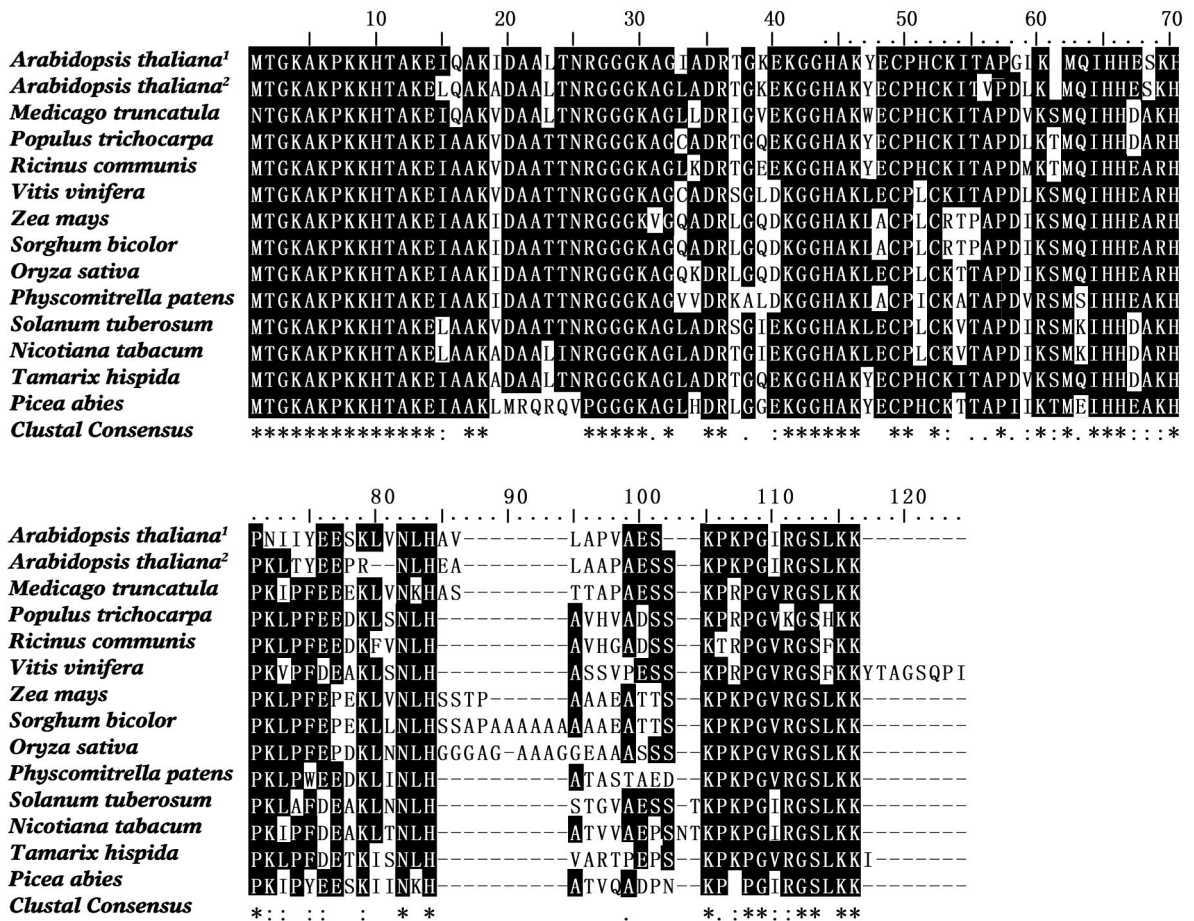 10 20 30 40 50 60 70
Arabidopsis thaliana¹ MTGKAKPKKHTAKEIQAKIDAALTNRGGGKAGIADRTGKEKGGHAKYECPHCKITAPGLK MQIHHESKH
Arabidopsis thaliana² MTGKAKPKKHTAKELQAKADAALTNRGGGKAGLADRTGKEKGGHAKYECPHCKITVPDLK MQIHHESKH
Medicago truncatula NTGKAKPKKHTAKEIQAKVDAALTNRGGGKAGLLDRIGVEKGGHAKWECPHCKITAPDVKSMQIHHDAKH
Populus trichocarpa MTGKAKPKKHTAKEIAAKVDAATTNRGGGKAGCADRTGQEKGGHAKYECPHCKITAPDLKTMQIHHDARH
Ricinus communis MTGKAKPKKHTAKEIAAKVDAATTNRGGGKAGLKDRTGEEKGGHAKYECPHCKITAPDMKTMQIHHEARH
Vitis vinifera MTGKAKPKKHTAKEIAAKIDAATTNRGGGKAGCADRSGLDKGGHAKLECPLCKITAPDLKSMQIHHEAKH
Zea mays MTGKAKPKKHTAKEIAAKIDAATTNRGGGKVGQADRLGQDKGGHAKLACPLCRTPAPDIKSMQIHHEARH
Sorghum bicolor MTGKAKPKKHTAKEIAAKIDAATTNRGGGKAGQADRLGQDKGGHAKLACPLCRTPAPDIKSMQIHHEARH
Oryza sativa MTGKAKPKKHTAKEIAAKIDAATTNRGGGKAGQKDRLGQDKGGHAKLECPLCKTTAPDIKSMQIHHEARH
Physcomitrella patens MTGKAKPKKHTAKEIAAKIDAATTNRGGGKAGVVDRKALDKGGHAKLACPICKATAPDVRSMSIHHEAKH
Solanum tuberosum MTGKAKPKKHTAKELAAKVDAATTNRGGGKAGLADRSGIEKGGHAKLECPLCKVTAPDIRSMKIHHDAKH
Nicotiana tabacum MTGKAKPKKHTAKELAAKADAALINRGGGKAGLADRTGIEKGGHAKLECPLCKVTAPDIKSMKIHHDARH
Tamarix hispida MTGKAKPKKHTAKEIAAKADAALTNRGGGKAGLADRTGQEKGGHAKYECPHCKITAPDVKSMQIHHDAKH
Picea abies MTGKAKPKKHTAKEIAAKLMRQRQVPGGGKAGLHDRLGGEKGGHAKYECPHCKTTAPIIKTMEIHHEAKH
Clustal Consensus **************: ** *****.* ** . .****** ** *: ..*.*:*:*.***:::*
80 90 100 110 120
Arabidopsis thaliana¹ PNIIYEESKLVNLHAV--------LAPVAES---KPKPGIRGSLKK--------
Arabidopsis thaliana² PKLTYEEPR--NLHEA--------LAAPAESS--KPKPGIRGSLKK--------
Medicago truncatula PKIPFEEEKLVNKHAS--------TTAPAESS--KPRPGVRGSLKK--------
Populus trichocarpa PKLPFEEDKLSNLH----------AVHVADSS--KPRPGVKGSHKK--------
Ricinus communis PKLPFEEDKFVNLH----------AVHGADSS--KTRPGVRGSFKK--------
Vitis vinifera PKVPFDEAKLSNLH----------ASSVPESS--KPRPGVRGSFKKYTAGSQPI
Zea mays PKLPFEPEKLVNLHSSTP------AAAEATTS--KPKPGVRGSLKK--------
Sorghum bicolor PKLPFEPEKLLNLHSSAPAAAAAAAAAEATTS--KPKPGVRGSLKK--------
Oryza sativa PKLPFEPDKLNNLHGGGAG-AAAGGEAAASSS--KPKPGVRGSLKK--------
Physcomitrella patens PKLPWEEDKLINLH----------ATASTAED--KPKPGVRGSLKK--------
Solanum tuberosum PKLAFDEAKLNNLH----------STGVAESS-TKPKPGIRGSLKK--------
Nicotiana tabacum PKIPFDEAKLTNLH----------ATVVAEPSNTKPKPGIRGSLKK--------
Tamarix hispida PKLPFDETKISNLH----------VARTPEPS--KPKPGVRGSLKKI-------
Picea abies PKIPYEESKIINKH----------ATVQADPN--KP PGIRGSLKK--------
Clustal Consensus *:: :: : * * . *.:**::** **